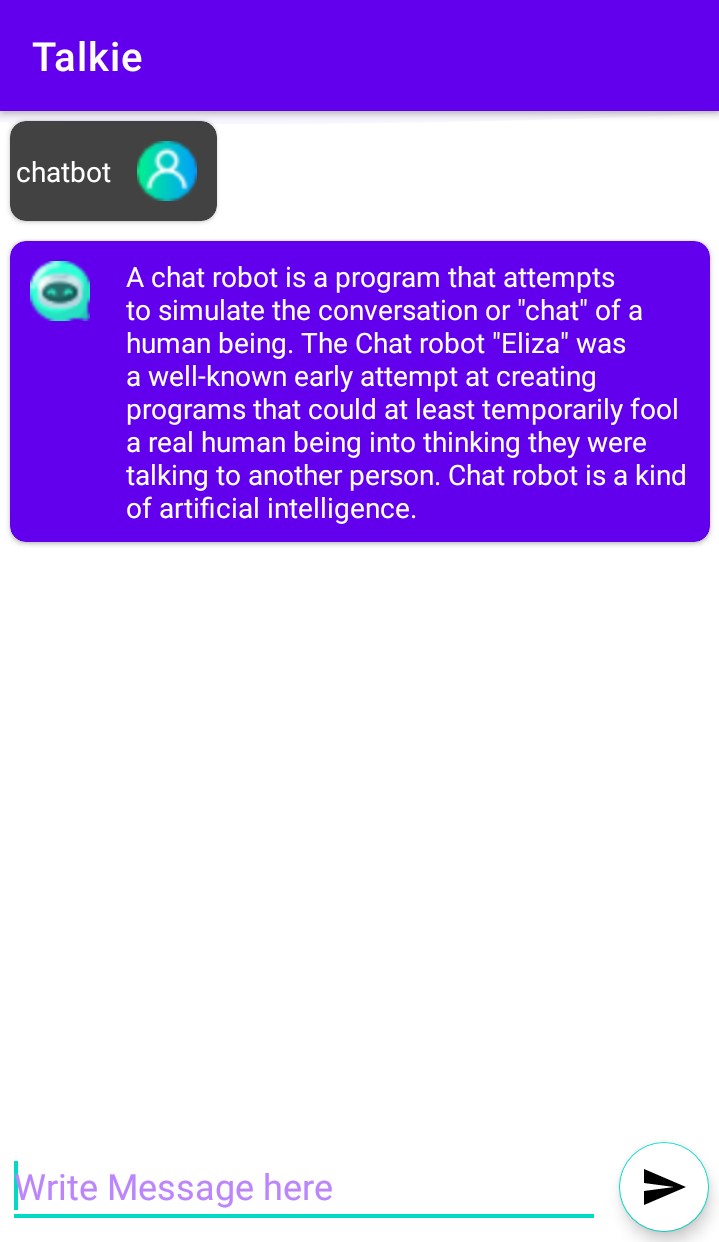 Talkie
chatbot
A chat robot is a program that attempts
to simulate the conversation or "chat" of a
human being. The Chat robot "Eliza" was
a well-known early attempt at creating
programs that could at least temporarily fool
a real human being into thinking they were
talking to another person. Chat robot is a kind
of artificial intelligence.
Write Message here